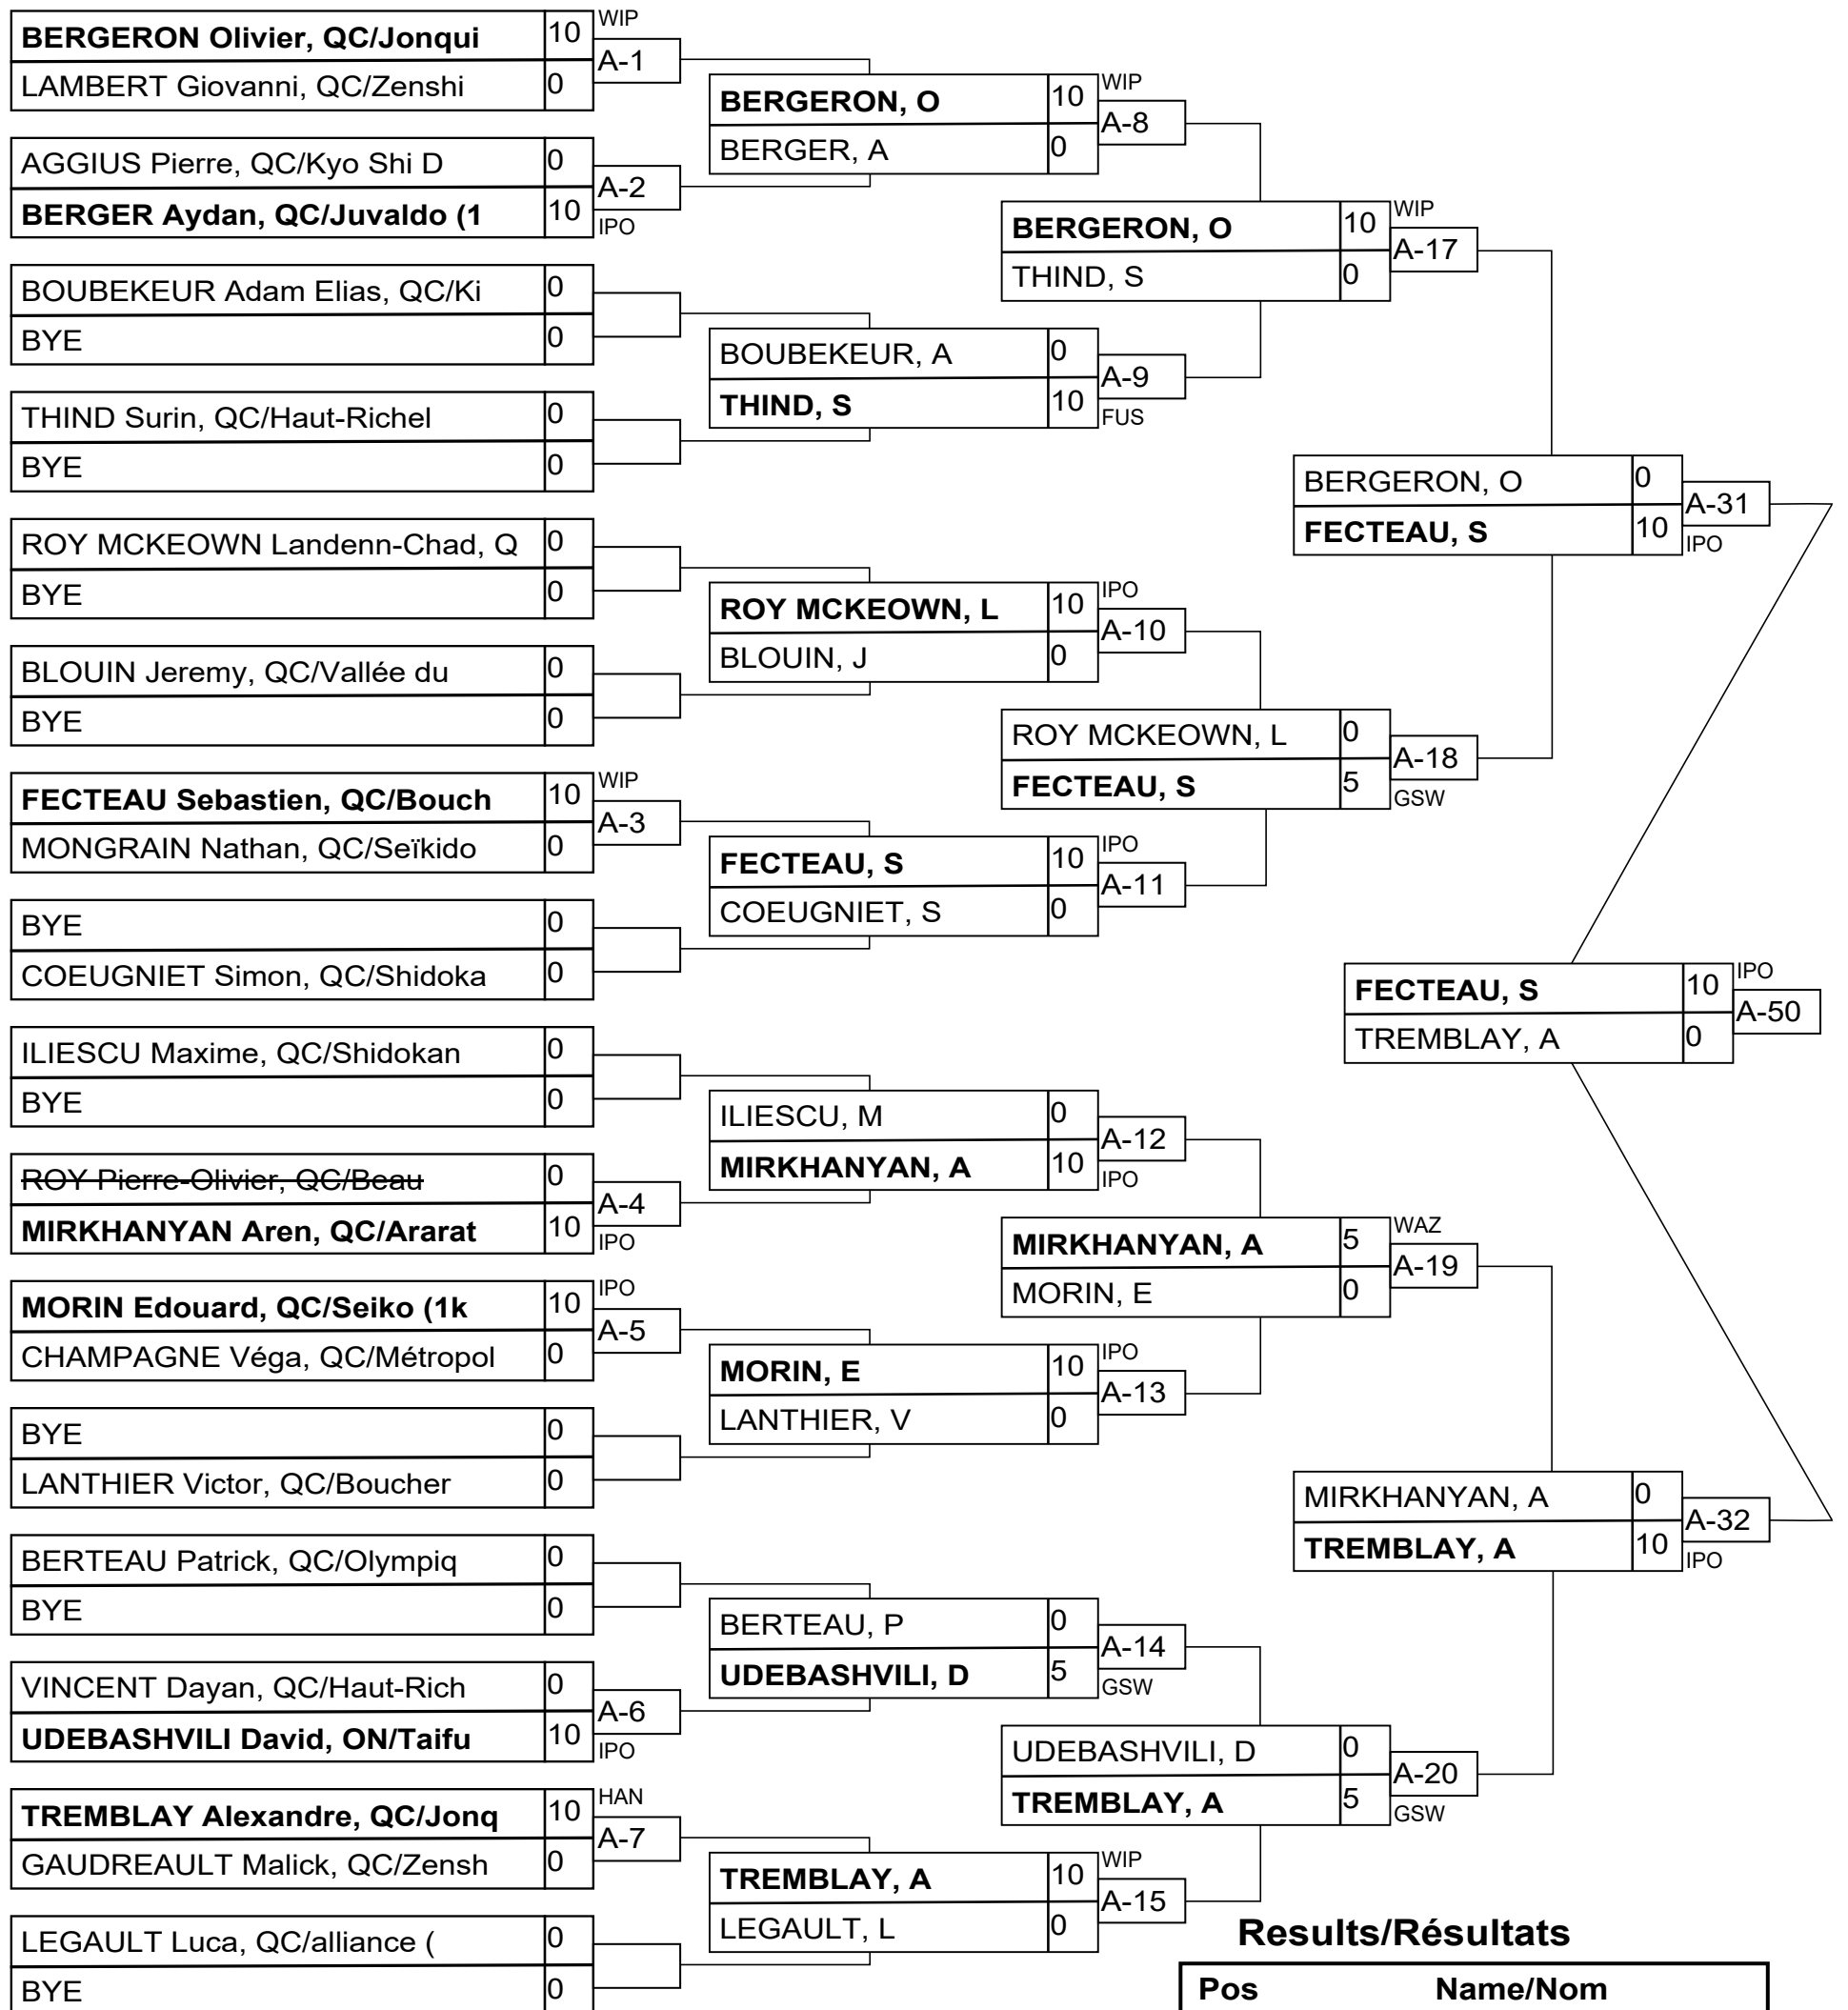 BERGERON Olivier, QC/Jonqui 10 WIP
LAMBERT Giovanni, QC/Zenshi 0
A-1
AGGIUS Pierre, QC/Kyo Shi D 0
BERGER Aydan, QC/Juvaldo (1 10 IPO
A-2
BOUBEKEUR Adam Elias, QC/Ki 0
BYE 0
THIND Surin, QC/Haut-Richel 0
BYE 0
ROY MCKEOWN Landenn-Chad, Q 0
BYE 0
BLOUIN Jeremy, QC/Vallée du 0
BYE 0
FECTEAU Sebastien, QC/Bouch 10 WIP
MONGRAIN Nathan, QC/Seïkido 0
A-3
BYE 0
COEUGNIET Simon, QC/Shidoka 0
ILIESCU Maxime, QC/Shidokan 0
BYE 0
ROY Pierre-Olivier, QC/Beau 0
MIRKHANYAN Aren, QC/Ararat 10 IPO
A-4
MORIN Edouard, QC/Seiko (1k 10 IPO
CHAMPAGNE Véga, QC/Métropol 0
A-5
BYE 0
LANTHIER Victor, QC/Boucher 0
BERTEAU Patrick, QC/Olympiq 0
BYE 0
VINCENT Dayan, QC/Haut-Rich 0
UDEBASHVILI David, ON/Taifu 10 IPO
A-6
TREMBLAY Alexandre, QC/Jonq 10 HAN
GAUDREAULT Malick, QC/Zensh 0
A-7
LEGAULT Luca, QC/alliance ( 0
BYE 0
BERGERON, O 10 WIP
BERGER, A 0
A-8
BOUBEKEUR, A 0
THIND, S 10 FUS
A-9
ROY MCKEOWN, L 10 IPO
BLOUIN, J 0
A-10
FECTEAU, S 10 IPO
COEUGNIET, S 0
A-11
ILIESCU, M 0
MIRKHANYAN, A 10 IPO
A-12
MORIN, E 10 IPO
LANTHIER, V 0
A-13
BERTEAU, P 0
UDEBASHVILI, D 5 GSW
A-14
TREMBLAY, A 10 WIP
LEGAULT, L 0
A-15
BERGERON, O 10 WIP
THIND, S 0
A-17
ROY MCKEOWN, L 0
FECTEAU, S 5 GSW
A-18
MIRKHANYAN, A 5 WAZ
MORIN, E 0
A-19
UDEBASHVILI, D 0
TREMBLAY, A 5 GSW
A-20
BERGERON, O 0
FECTEAU, S 10 IPO
A-31
MIRKHANYAN, A 0
TREMBLAY, A 10 IPO
A-32
FECTEAU, S 10 IPO
TREMBLAY, A 0
A-50
Results/Résultats
Pos Name/Nom